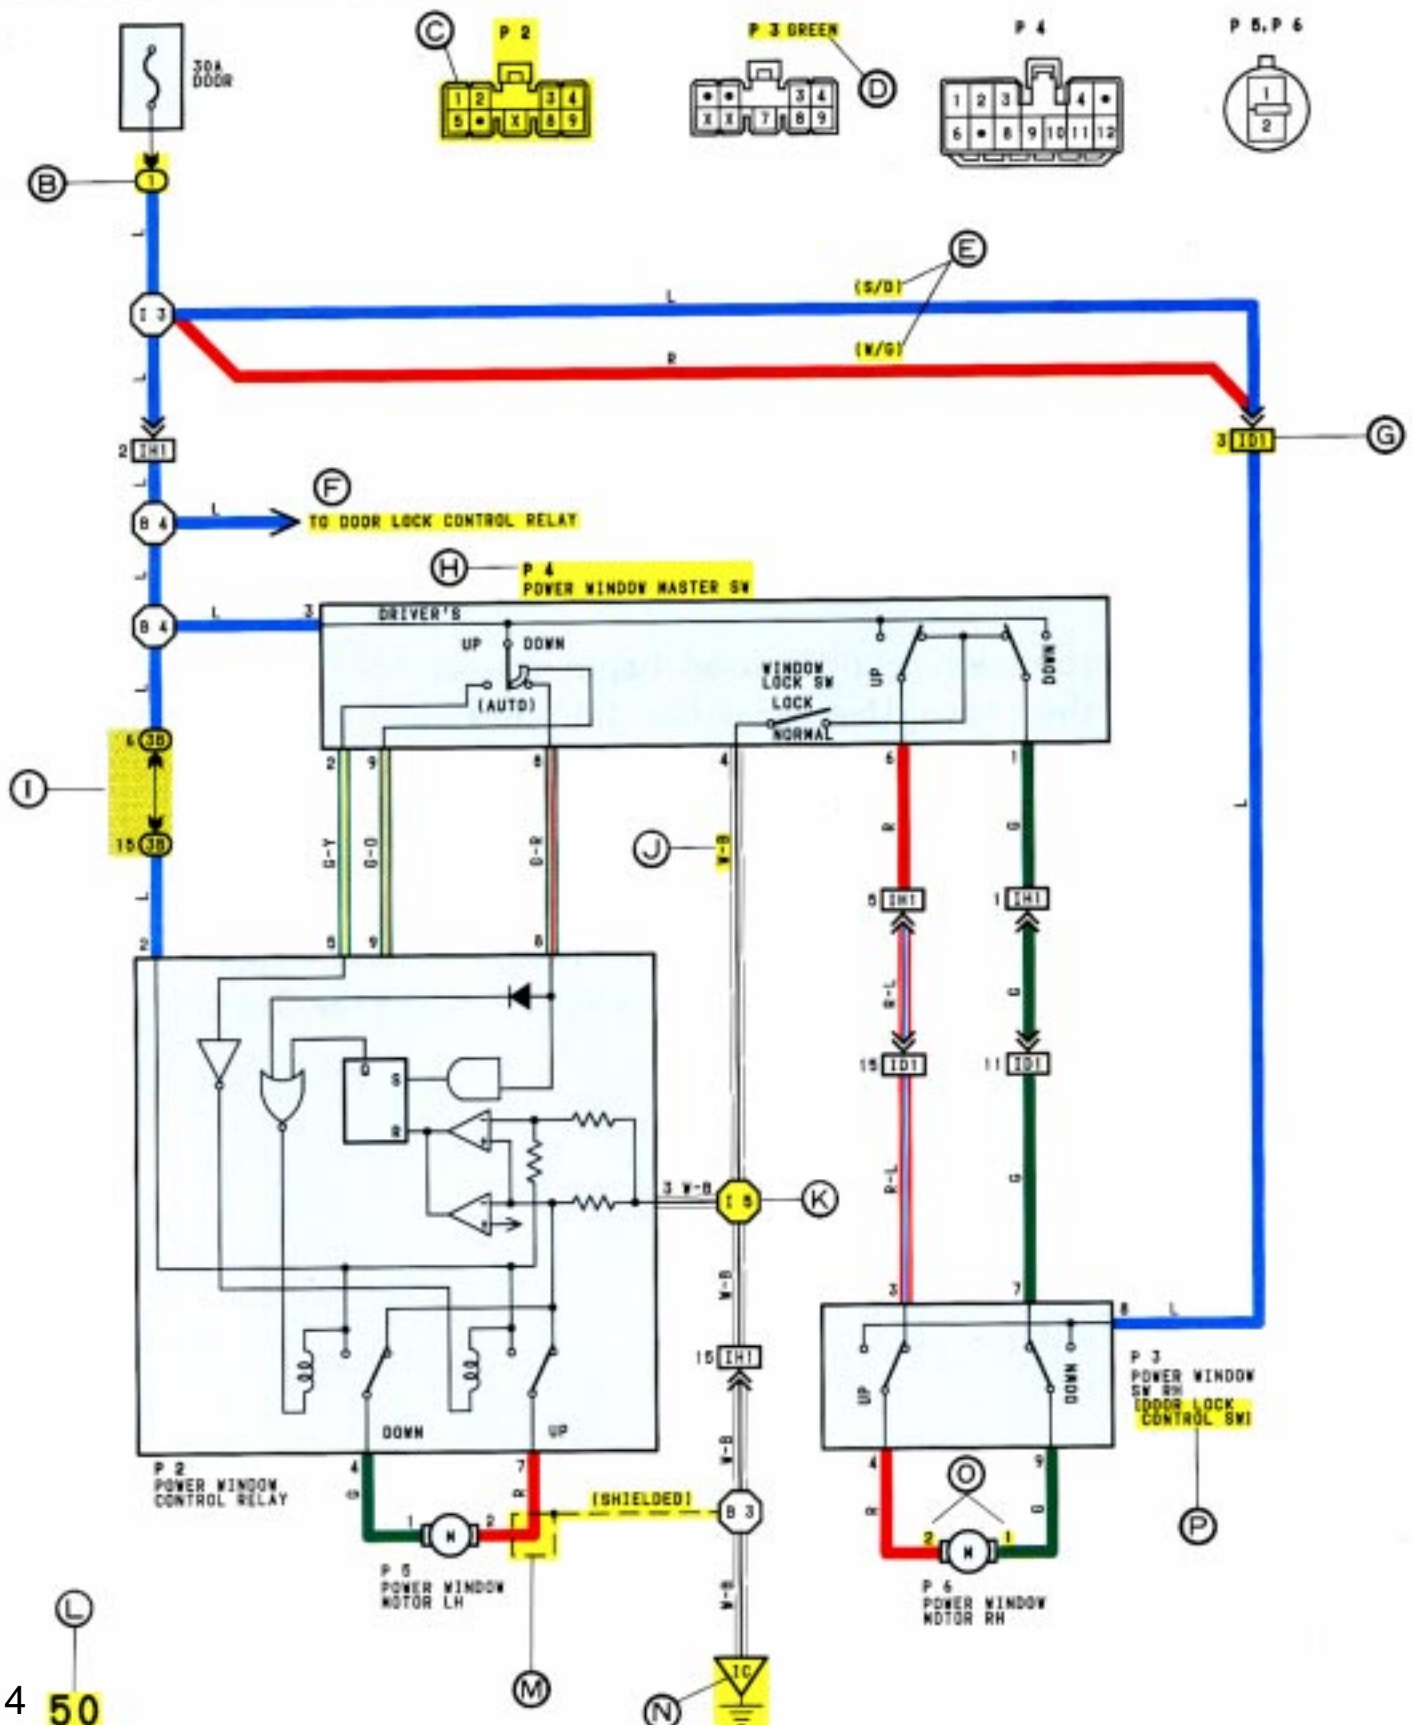 C
P 2
P 3 GREEN
D
P 4
P 5, P 6
30A
DOOR
1 2 3 4
5 X 8 9
3 4
X X 7 8 9
1 2 3 4
6 8 9 10 11 12
1
2
B
1
L
E
(S/D)
L
I 3
(W/G)
R
L
2 IH1
3 ID1
G
L
F
L
B 4
TO DOOR LOCK CONTROL RELAY
L
H
P 4
POWER WINDOW MASTER SW
L 3
B 4
DRIVER'S
UP DOWN
(AUTO)
WINDOW
LOCK SW
LOCK
NORMAL
UP
DOWN
L
6 3B
I
15 3B
L
2 9 8 4 6 1
G-Y G-O G-R
J
W-B
R G
L
5 IH1
1 IH1
2 5 9 8
R-L G
15 ID1
11 ID1
Q
S
R
3 W-B
I 5
K
R-L G
W-B
3 7
15 IH1
8 L
UP
DOWN
P 3
POWER WINDOW
SW RH
[DOOR LOCK
CONTROL SW]
DOWN
UP
W-B
P 2
POWER WINDOW
CONTROL RELAY
4 7
G R
(SHIELDED)
B 3
1 M 2
4 9
O
R G
2 M 1
P
P 5
POWER WINDOW
MOTOR LH
P 6
POWER WINDOW
MOTOR RH
W-B
L
M
IC
N
4 50